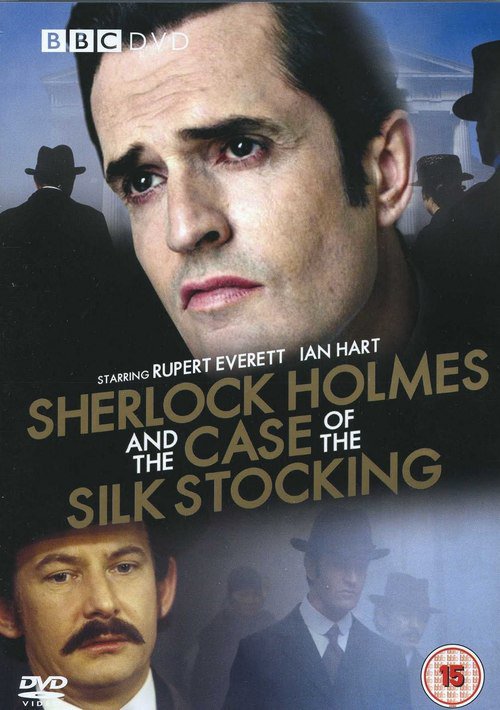 BBC DVD
STARRING RUPERT EVERETT IAN HART
SHERLOCK HOLMES
AND THE CASE OF THE
SILK STOCKING
DVD
VIDEO
15